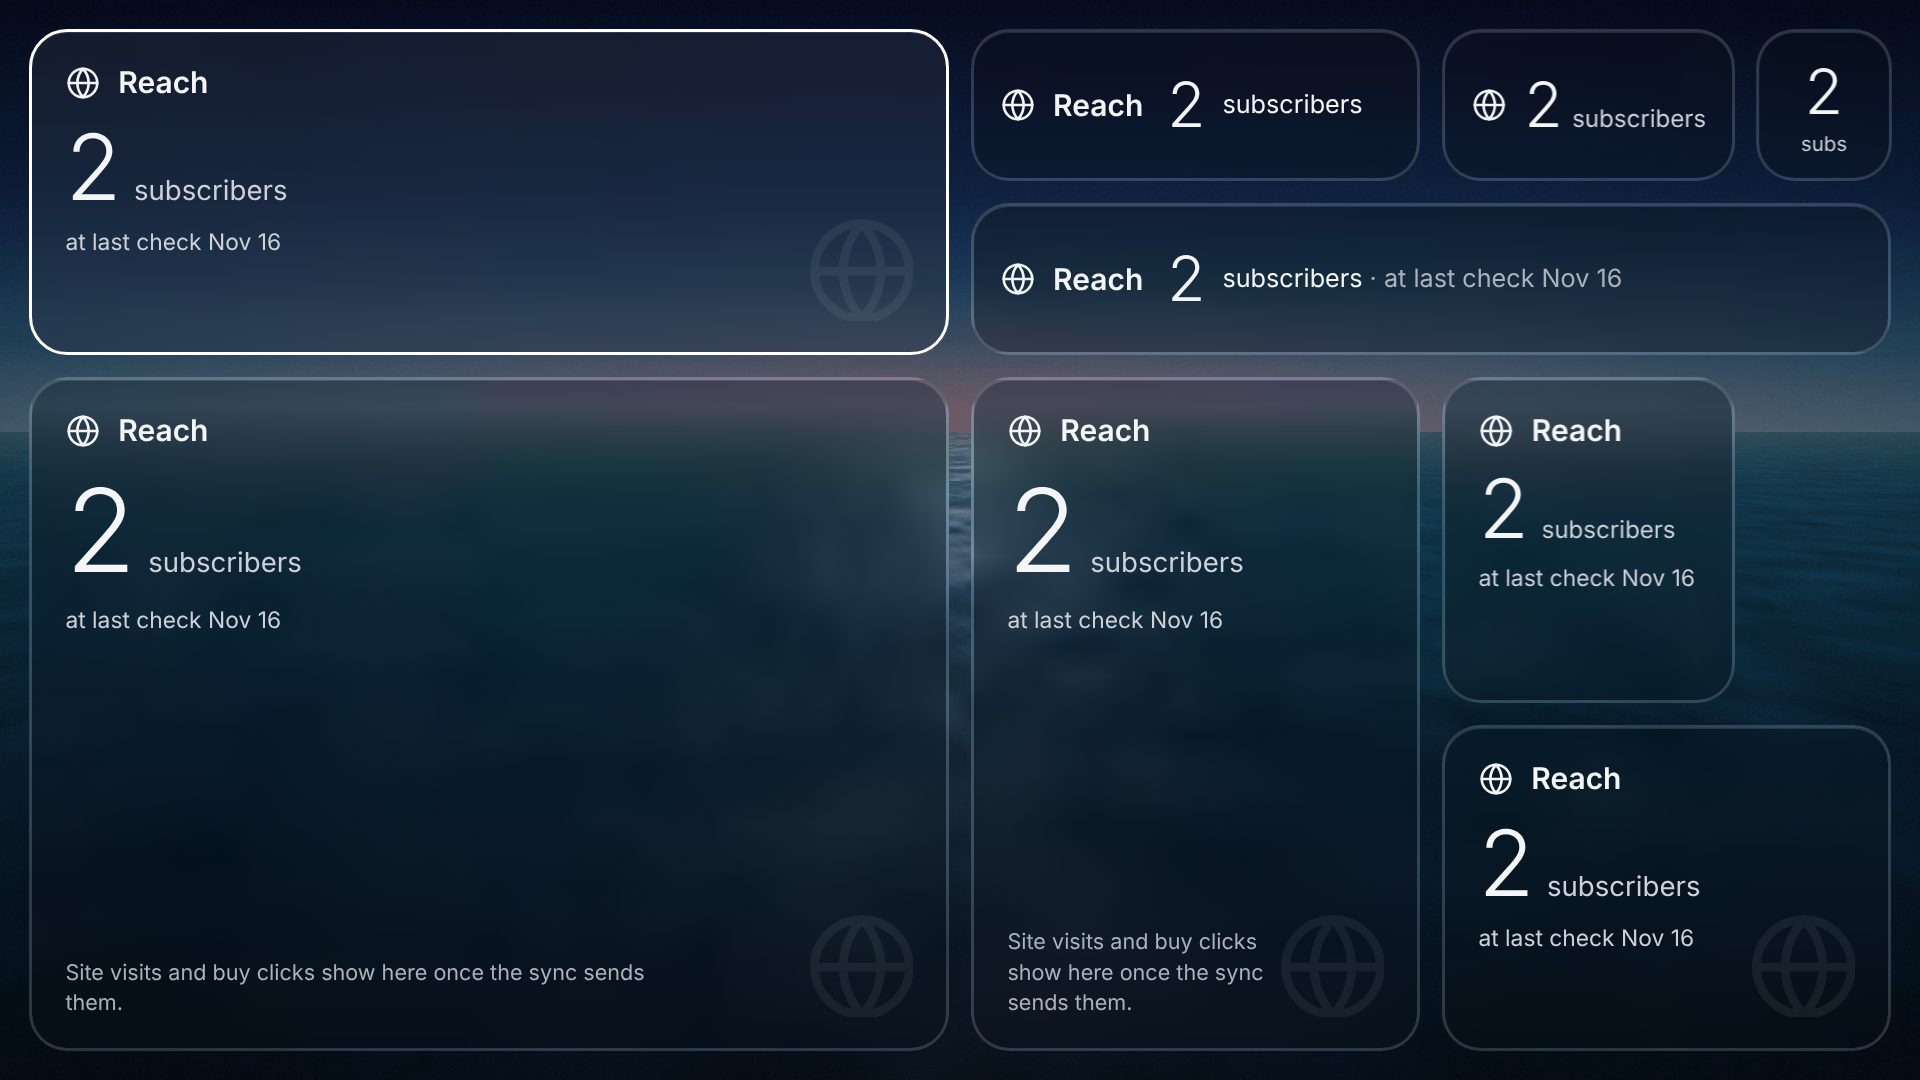 Reach
2 subscribers
at last check Nov 16
Reach 2 subscribers
2 subscribers
2
subs
Reach 2 subscribers · at last check Nov 16
Reach
2 subscribers
at last check Nov 16
Site visits and buy clicks show here once the sync sends
them.
Reach
2 subscribers
at last check Nov 16
Site visits and buy clicks
show here once the sync
sends them.
Reach
2 subscribers
at last check Nov 16
Reach
2 subscribers
at last check Nov 16